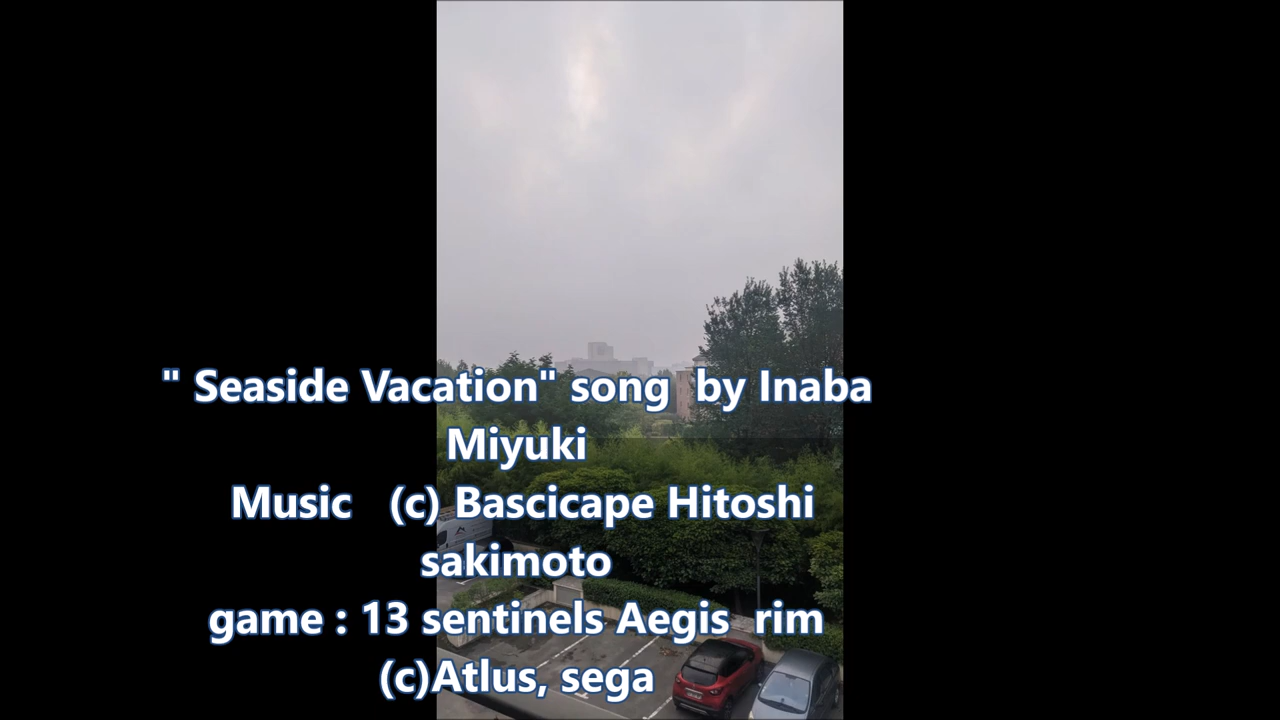 " Seaside Vacation" song  by Inaba
Miyuki
Music   (c) Bascicape Hitoshi
sakimoto
game : 13 sentinels Aegis  rim
(c)Atlus, sega